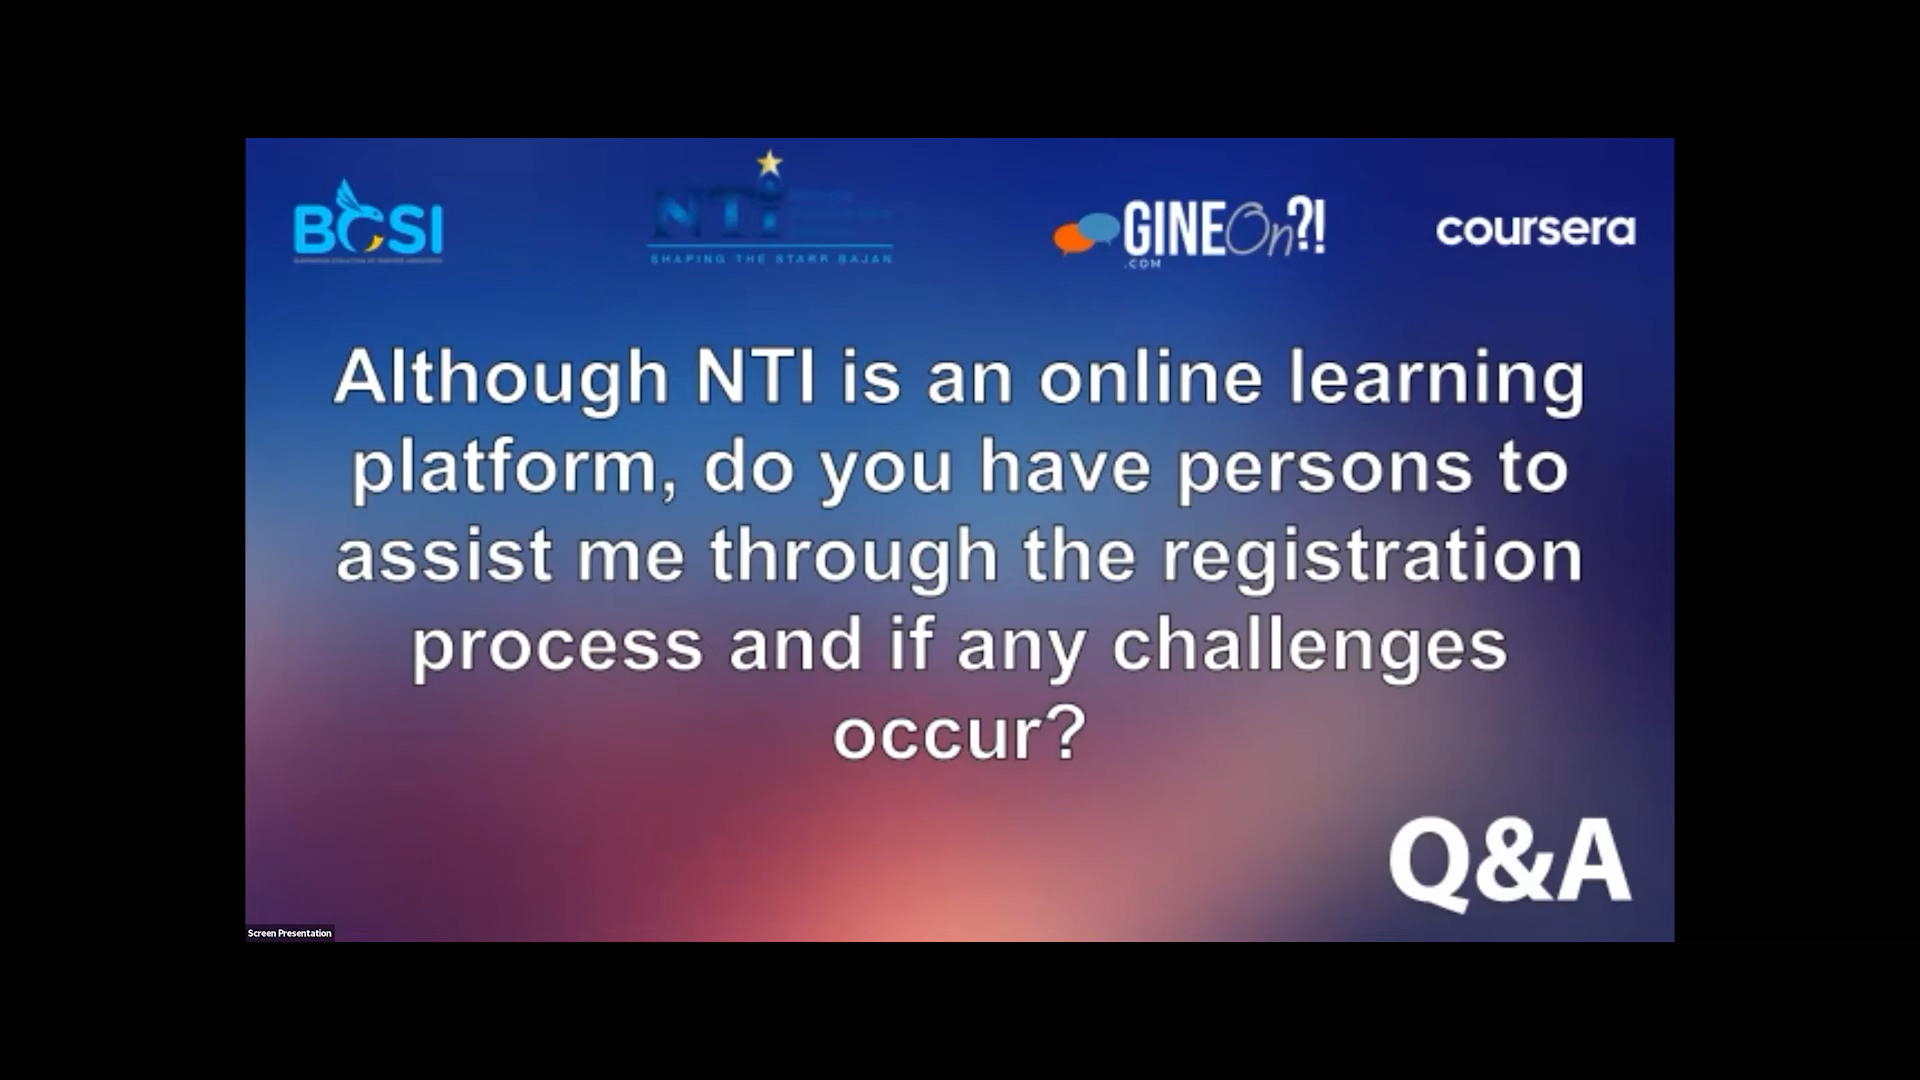 BCSI
NTi
SHAPING THE STARR BAJAN
GINEOn?!
.COM
coursera
Although NTI is an online learning
platform, do you have persons to
assist me through the registration
process and if any challenges
occur?
Q&A
Screen Presentation